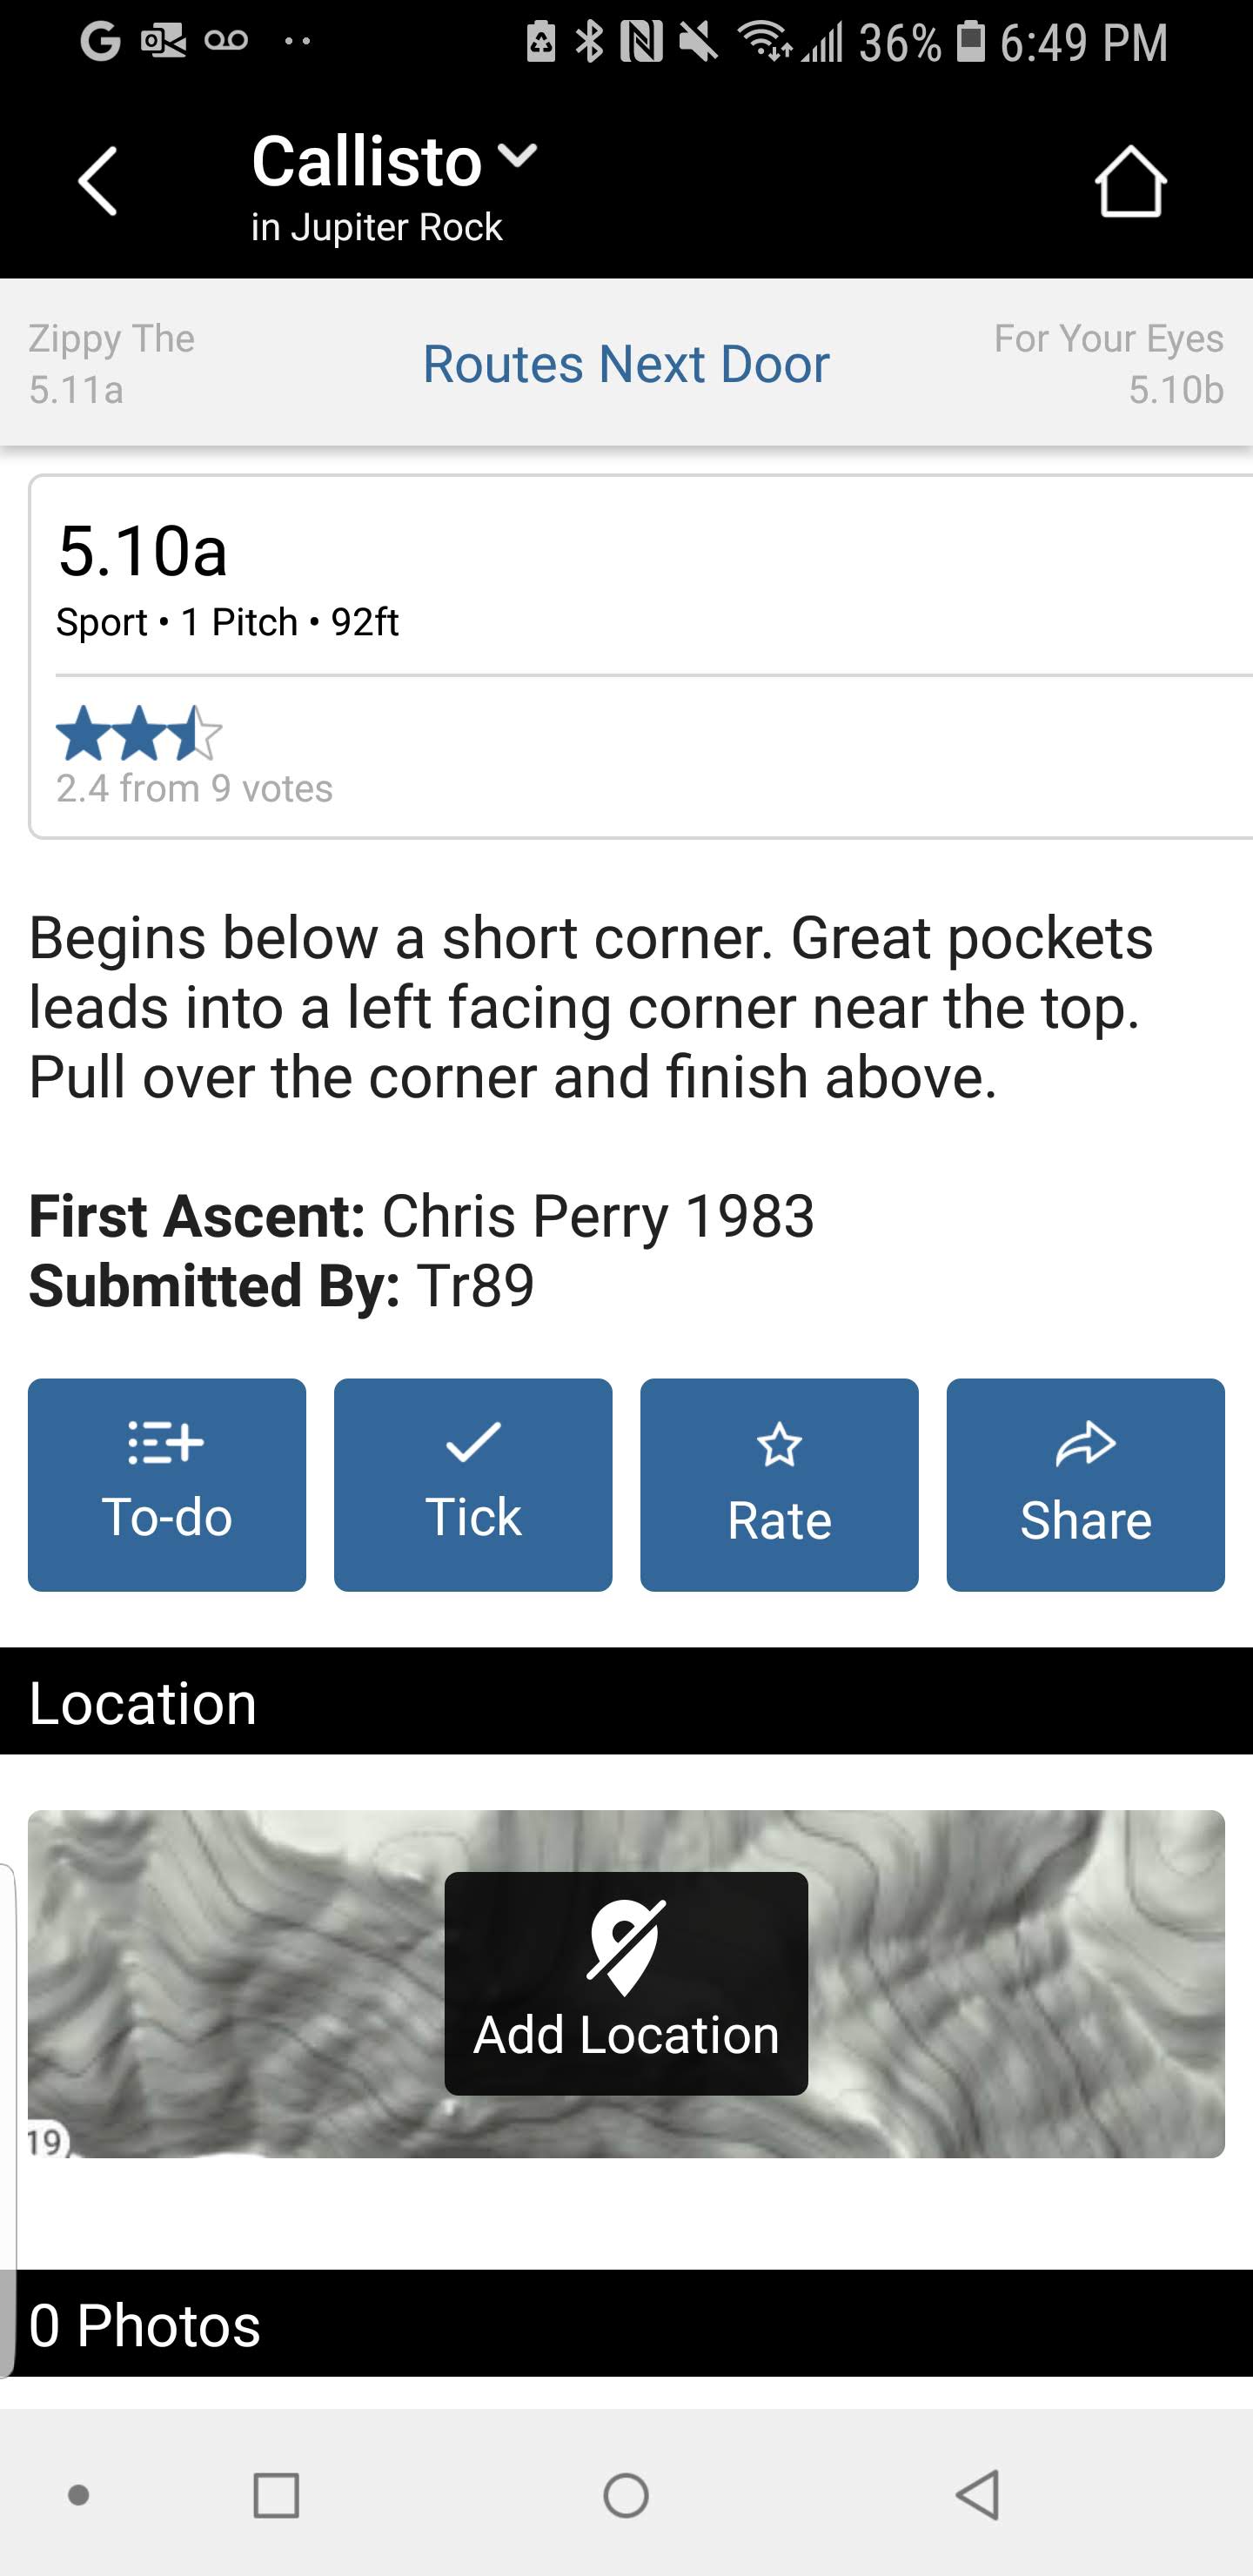 36% 6:49 PM
Callisto
in Jupiter Rock
Zippy The
5.11a
Routes Next Door
For Your Eyes
5.10b
5.10a
Sport • 1 Pitch • 92ft
2.4 from 9 votes
Begins below a short corner. Great pockets
leads into a left facing corner near the top.
Pull over the corner and finish above.
First Ascent: Chris Perry 1983
Submitted By: Tr89
To-do
Tick
Rate
Share
Location
Add Location
19
0 Photos